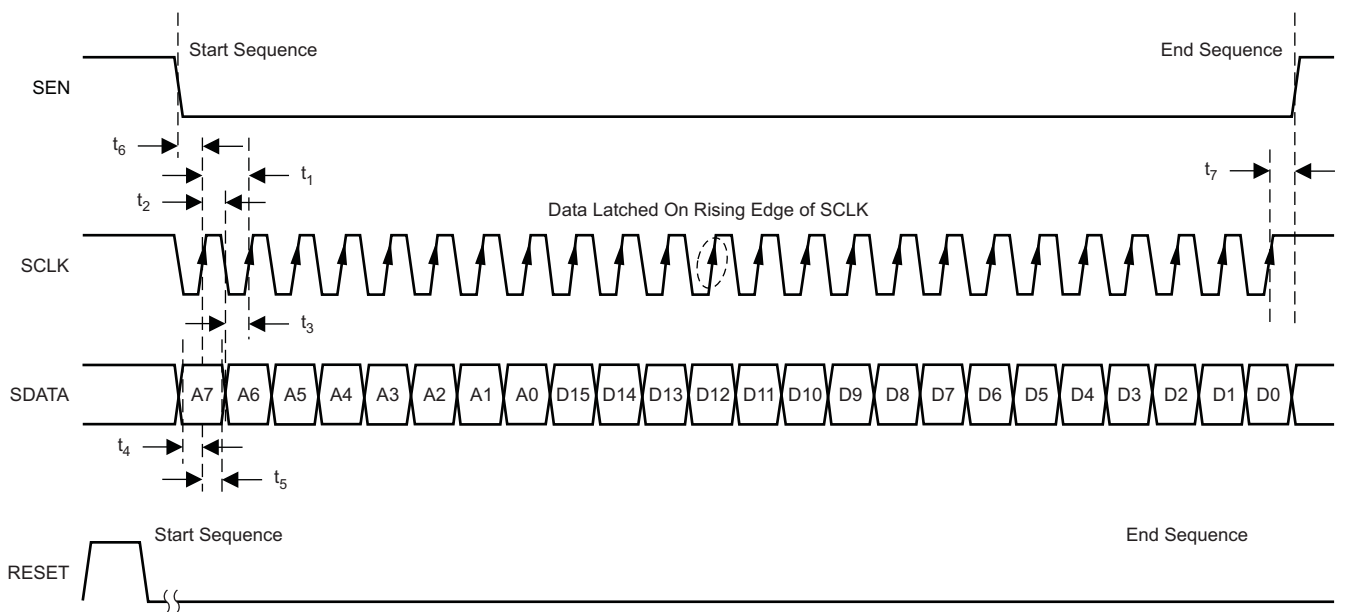 Start Sequence
End Sequence
SEN
t6
t1
t7
t2
Data Latched On Rising Edge of SCLK
SCLK
t3
SDATA
A7 A6 A5 A4 A3 A2 A1 A0 D15 D14 D13 D12 D11 D10 D9 D8 D7 D6 D5 D4 D3 D2 D1 D0
t4
t5
Start Sequence
End Sequence
RESET